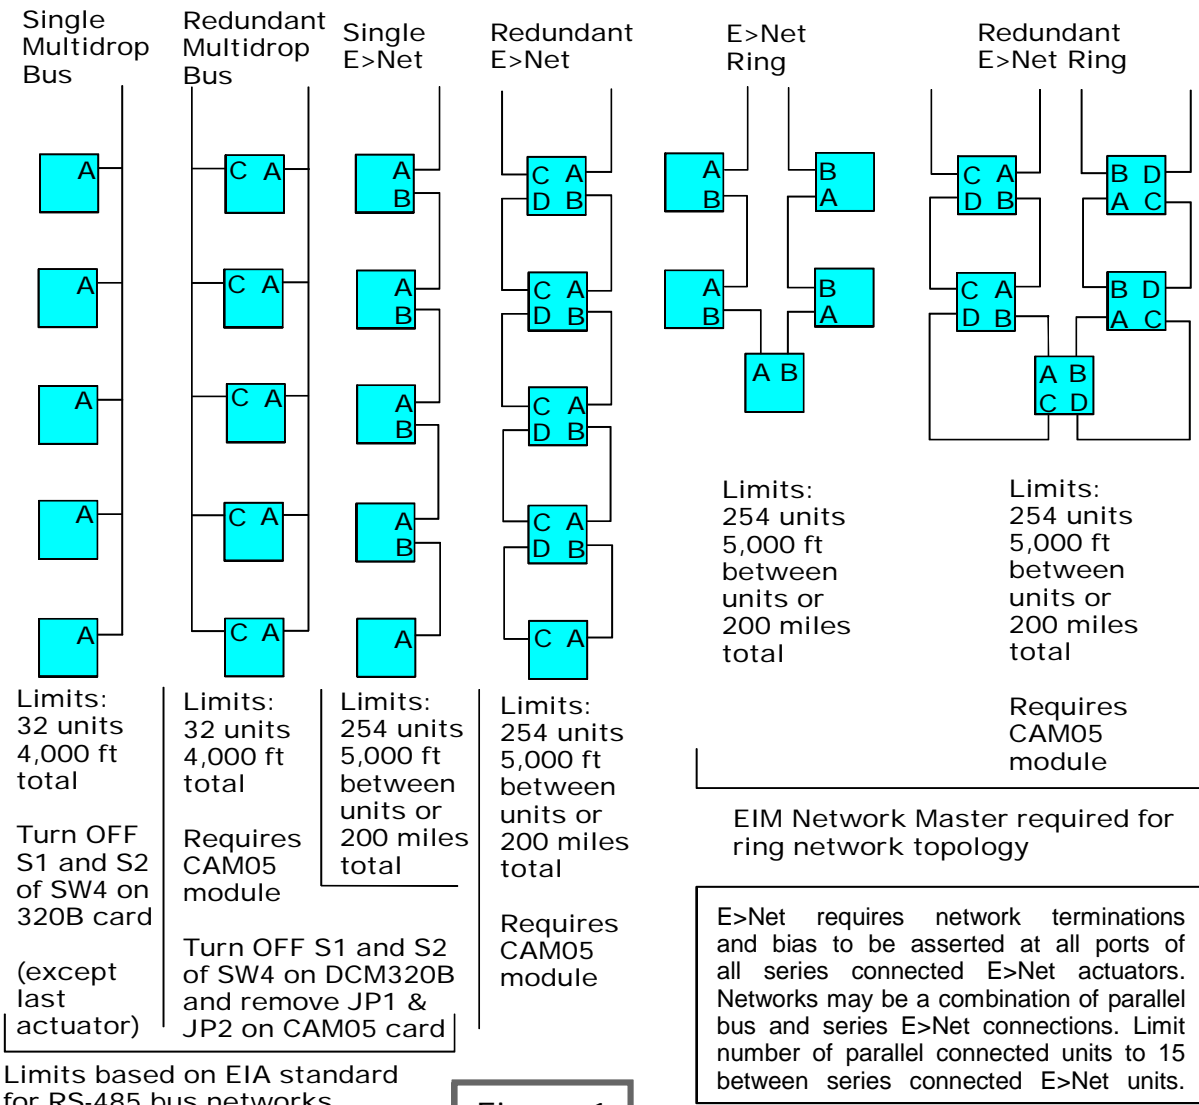 Single
Multidrop
Bus
Redundant
Multidrop
Bus
Single
E>Net
Redundant
E>Net
E>Net
Ring
Redundant
E>Net Ring
A
A
A
A
A
C A
C A
C A
C A
C A
A
B
A
B
A
B
A
B
A
C A
D B
C A
D B
C A
D B
C A
D B
C A
A
B
A
B
B
A
B
A
A B
C A
D B
C A
D B
B D
A C
B D
A C
A B
C D
Limits:
32 units
4,000 ft
total
Turn OFF
S1 and S2
of SW4 on
320B card
(except
last
actuator)
Limits:
32 units
4,000 ft
total
Requires
CAM05
module
Turn OFF S1 and S2
of SW4 on DCM320B
and remove JP1 &
JP2 on CAM05 card
Limits:
254 units
5,000 ft
between
units or
200 miles
total
Limits:
254 units
5,000 ft
between
units or
200 miles
total
Requires
CAM05
module
Limits:
254 units
5,000 ft
between
units or
200 miles
total
Limits:
254 units
5,000 ft
between
units or
200 miles
total
Requires
CAM05
module
EIM Network Master required for
ring network topology
E>Net requires network terminations
and bias to be asserted at all ports of
all series connected E>Net actuators.
Networks may be a combination of parallel
bus and series E>Net connections. Limit
number of parallel connected units to 15
between series connected E>Net units.
Limits based on EIA standard
for RS-485 bus networks
Figure 1